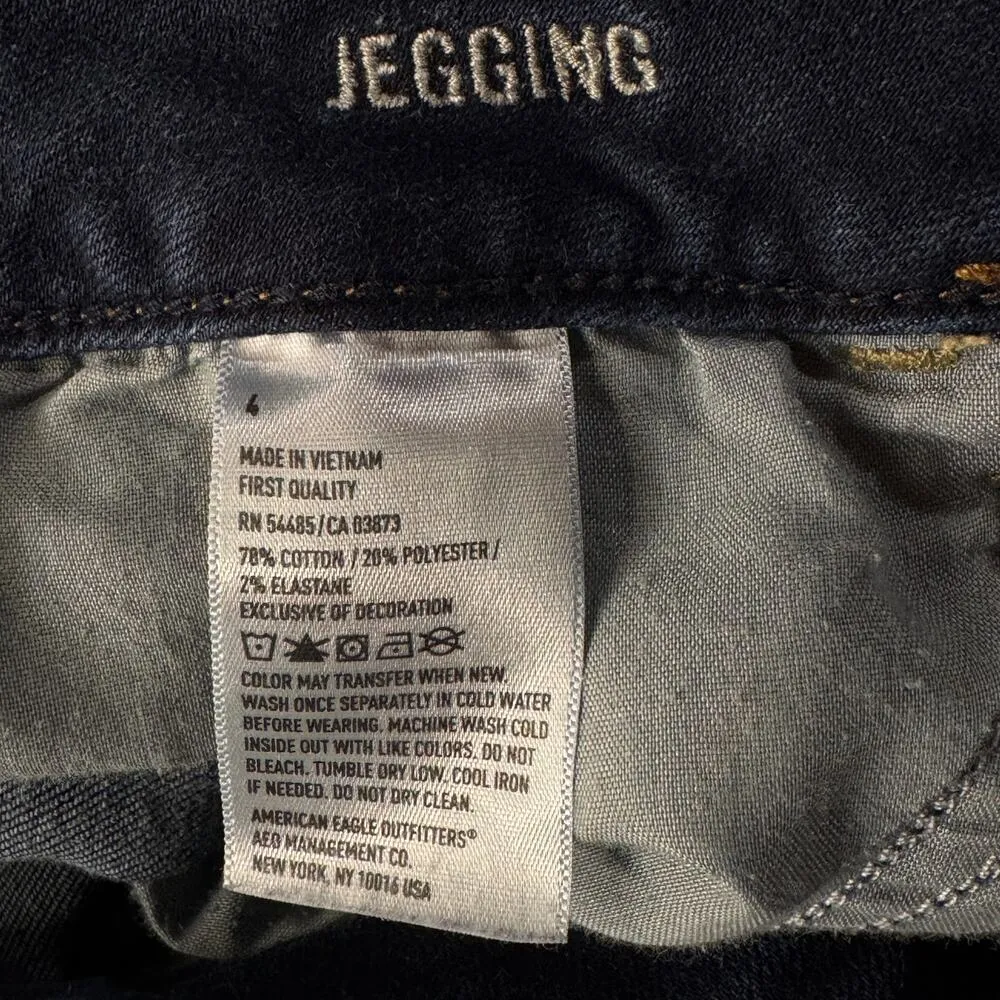 JEGGING
4
MADE IN VIETNAM
FIRST QUALITY
RN 54485/CA 03873
78% COTTON / 20% POLYESTER /
2% ELASTANE
EXCLUSIVE OF DECORATION
COLOR MAY TRANSFER WHEN NEW.
WASH ONCE SEPARATELY IN COLD WATER
BEFORE WEARING. MACHINE WASH COLD
INSIDE OUT WITH LIKE COLORS. DO NOT
BLEACH. TUMBLE DRY LOW. COOL IRON
IF NEEDED. DO NOT DRY CLEAN.
AMERICAN EAGLE OUTFITTERS®
AEO MANAGEMENT CO.
NEW YORK, NY 10016 USA